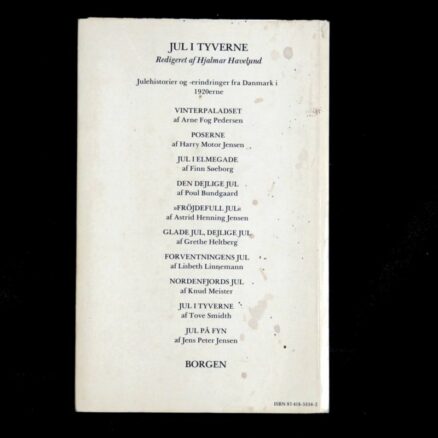 JUL I TYVERNE
Redigeret af Hjalmar Havelund
Julehistorier og -erindringer fra Danmark i
1920erne
VINTERPALADSET
af Arne Fog Pedersen
POSERNE
af Harry Motor Jensen
JUL I ELMEGADE
af Finn Søeborg
DEN DEJLIGE JUL
af Poul Bundgaard
»FRÖJDEFULL JUL«
af Astrid Henning Jensen
GLADE JUL, DEJLIGE JUL
af Grethe Heltberg
FORVENTNINGENS JUL
af Lisbeth Linnemann
NORDENFJORDS JUL
af Knud Meister
JUL I TYVERNE
af Tove Smidth
JUL PÅ FYN
af Jens Peter Jensen
BORGEN
ISBN